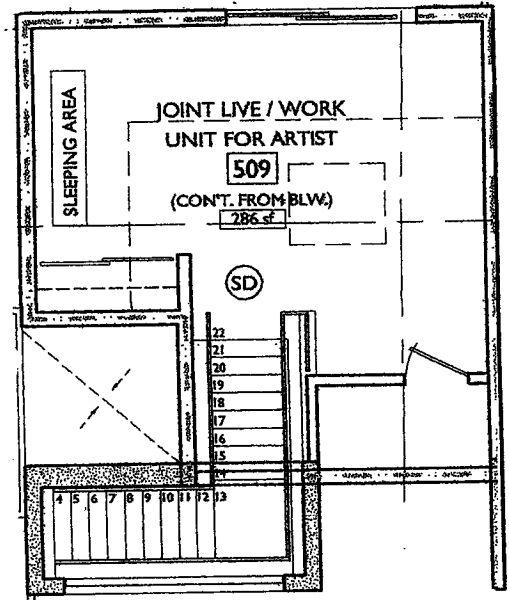 JOINT LIVE / WORK
UNIT FOR ARTIST
509
(CON'T. FROM BLW.)
286 sf
SLEEPING AREA
SD
22
21
20
19
18
17
16
15
14
4 5 6 7 8 9 10 11 12 13